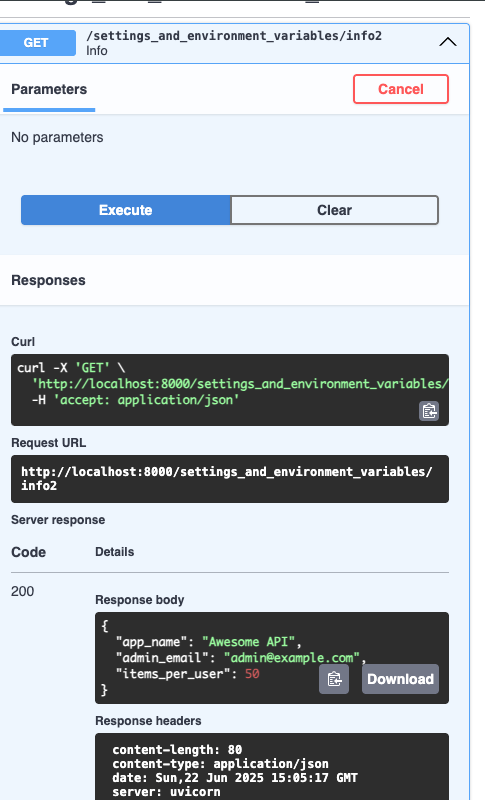 GET
/settings_and_environment_variables/info2
Info
Parameters
Cancel
No parameters
Execute
Clear
Responses
Curl
curl -X 'GET' \
'http://localhost:8000/settings_and_environment_variables/
-H 'accept: application/json'
Request URL
http://localhost:8000/settings_and_environment_variables/
info2
Server response
Code
Details
200
Response body
{
"app_name": "Awesome API",
"admin_email": "admin@example.com",
"items_per_user": 50
}
Download
Response headers
content-length: 80
content-type: application/json
date: Sun,22 Jun 2025 15:05:17 GMT
server: uvicorn